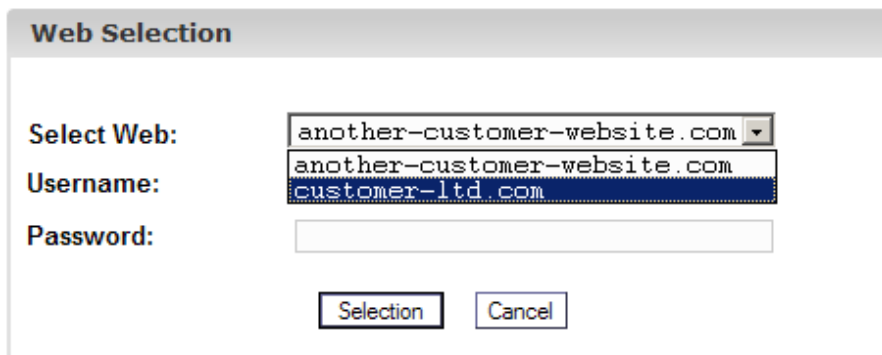 Web Selection
Select Web: another-customer-website.com
another-customer-website.com
Username: customer-ltd.com
Password:
Selection Cancel